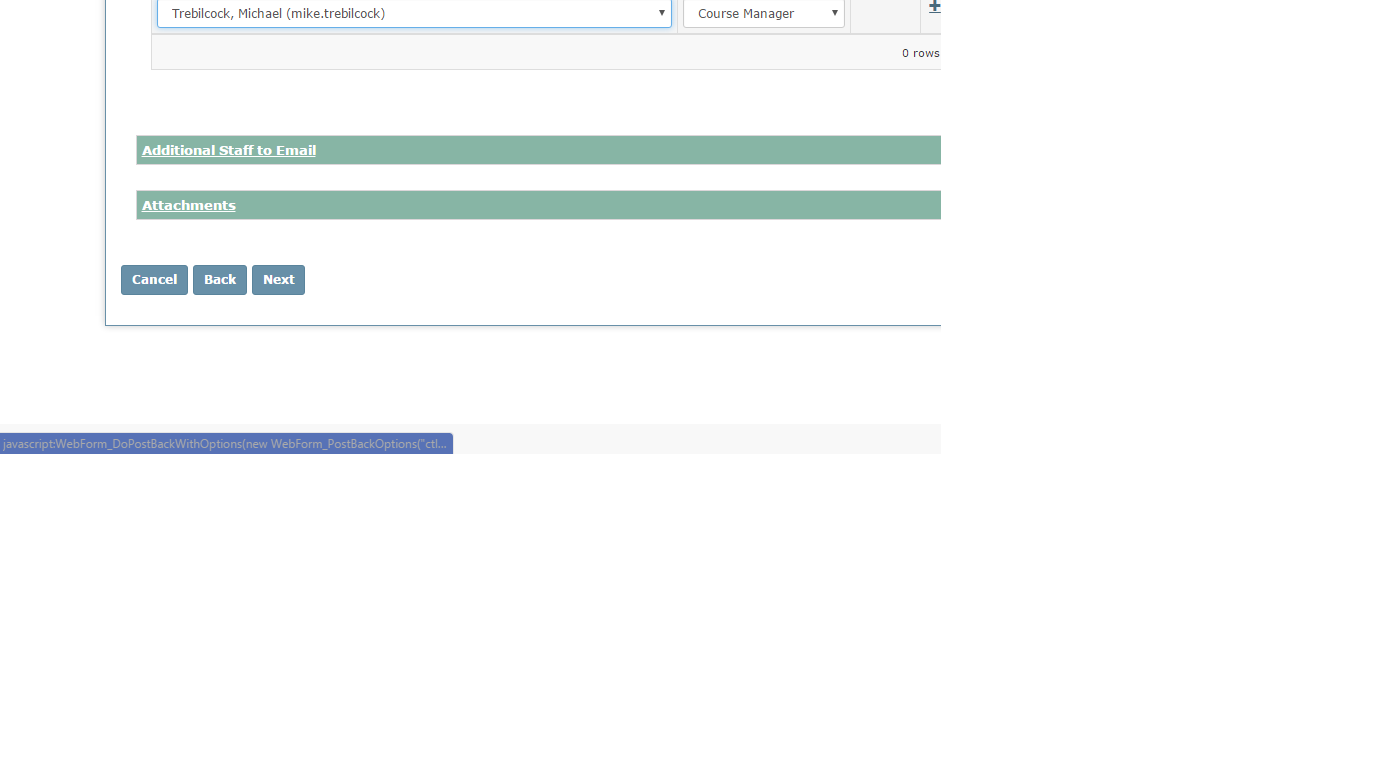 Trebilcock, Michael (mike.trebilcock) Course Manager +
0 rows
Additional Staff to Email
Attachments
Cancel Back Next
javascript:WebForm_DoPostBackWithOptions(new WebForm_PostBackOptions("ctl...